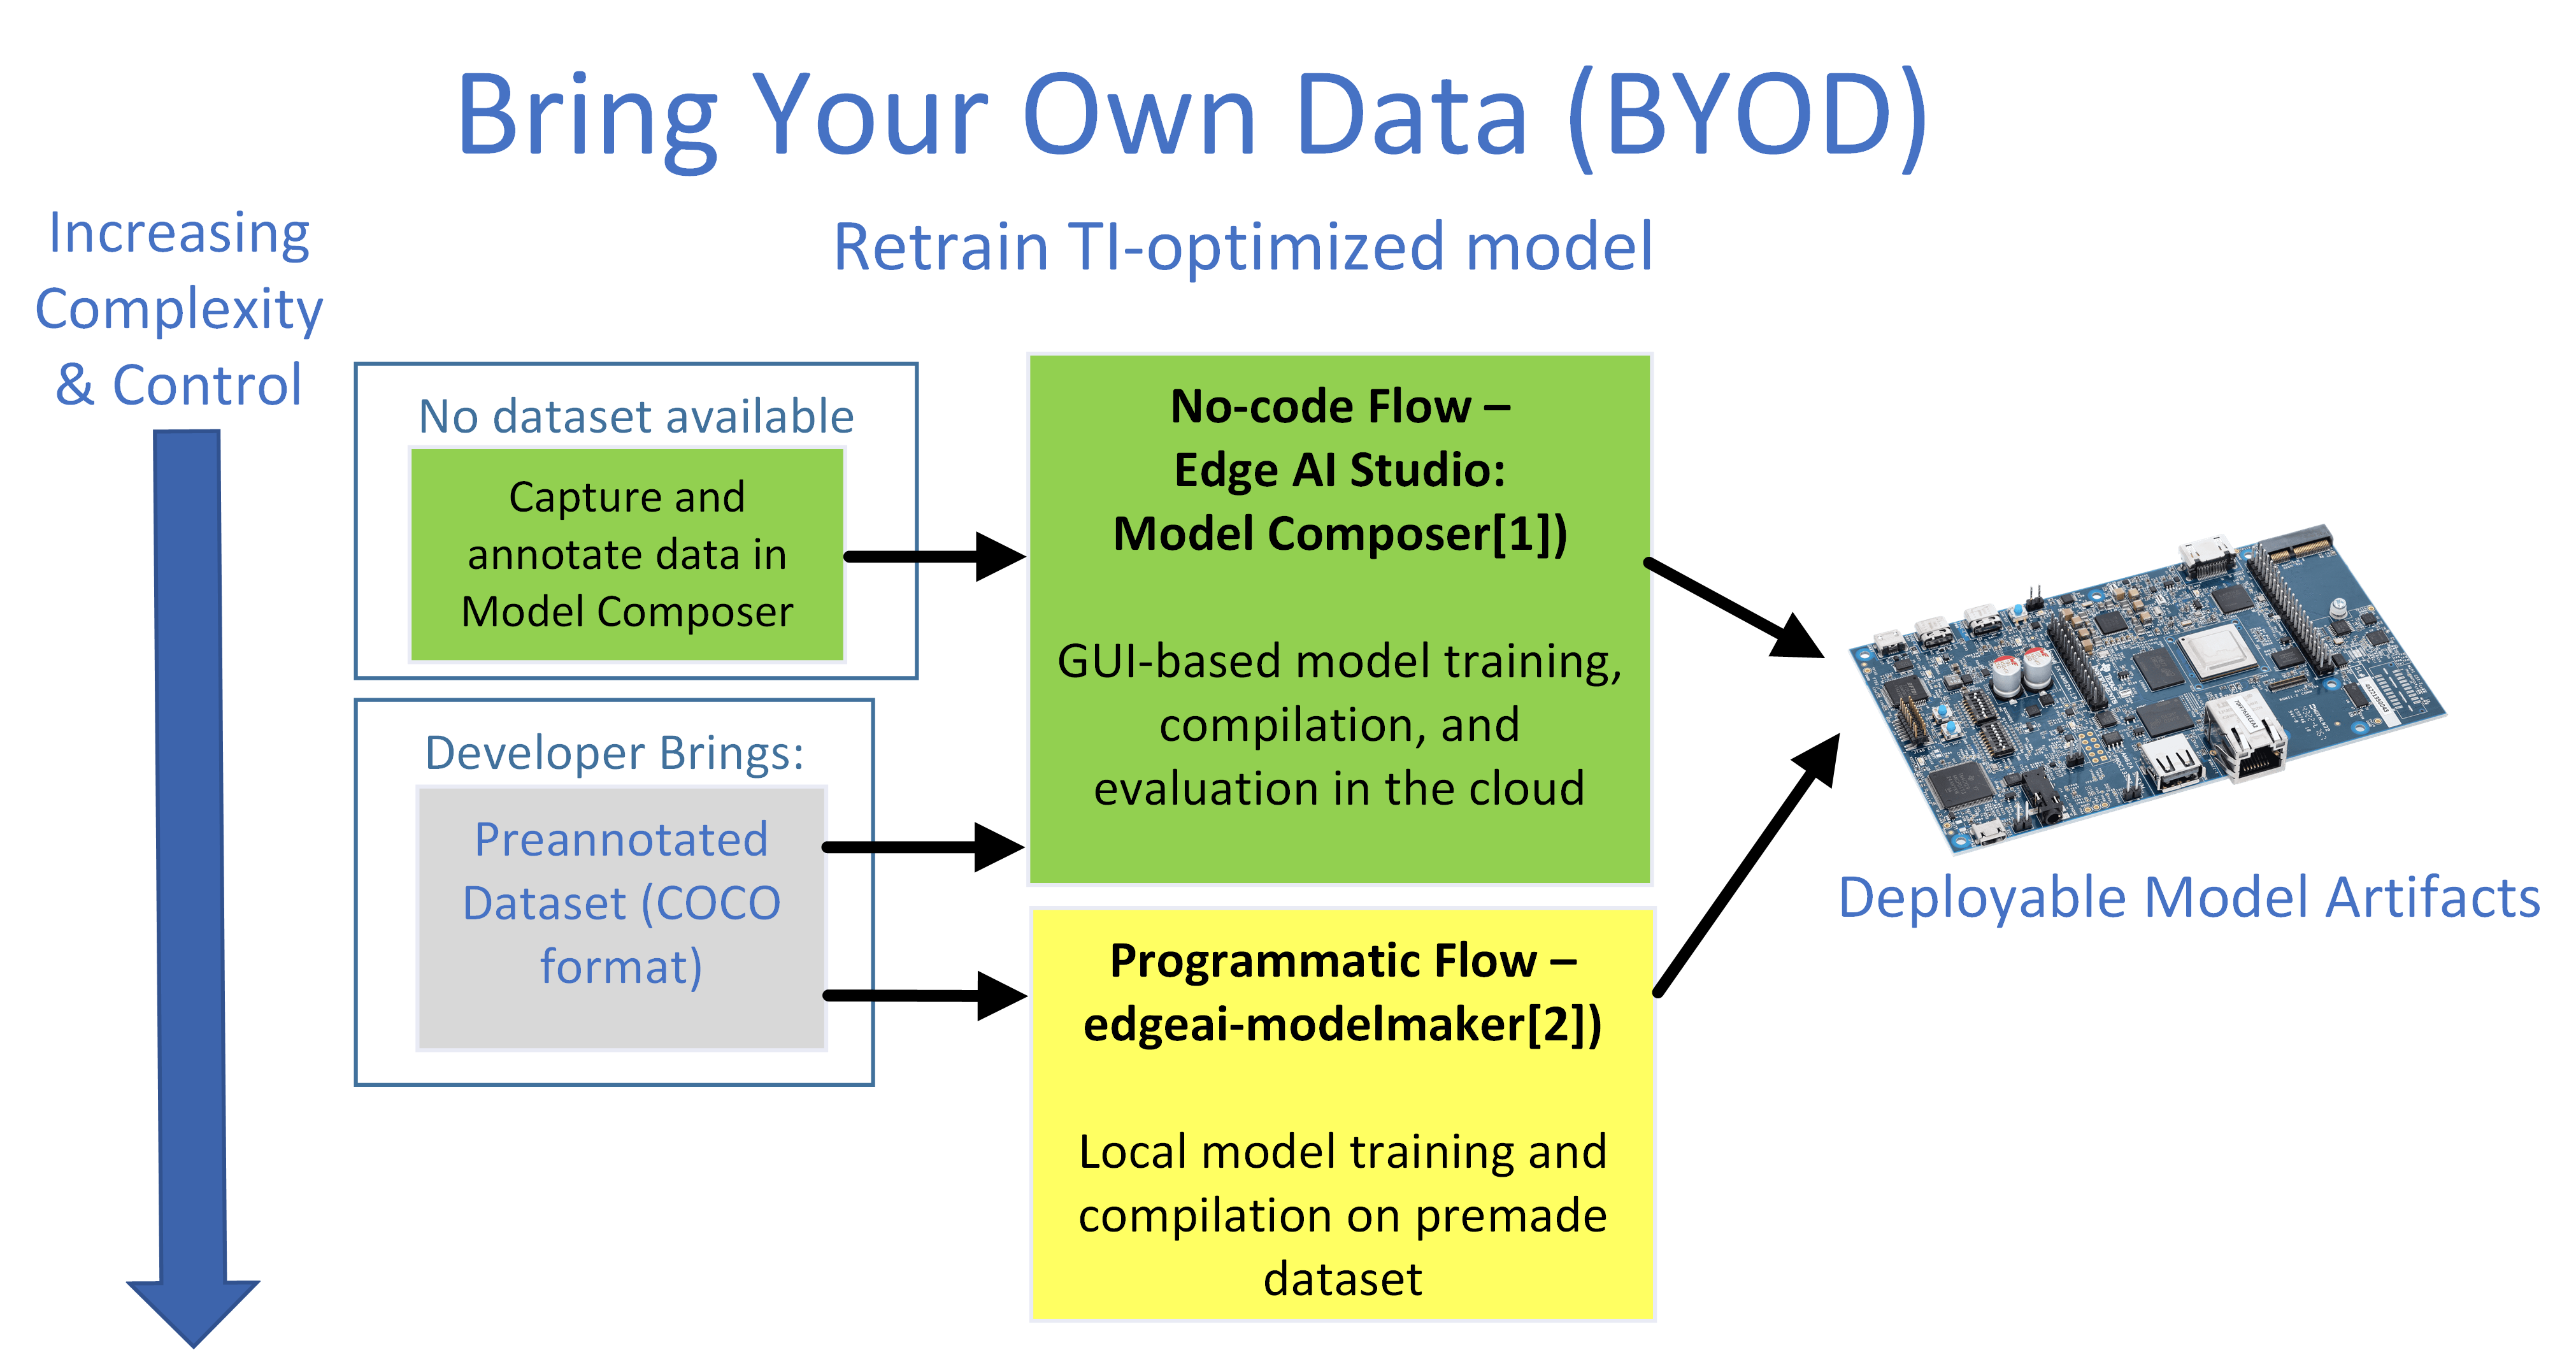 Bring Your Own Data (BYOD)
Retrain TI-optimized model
Increasing
Complexity
& Control
No dataset available
Capture and
annotate data in
Model Composer
Developer Brings:
Preannotated
Dataset (COCO
format)
No-code Flow –
Edge AI Studio:
Model Composer[1])
GUI-based model training,
compilation, and
evaluation in the cloud
Programmatic Flow –
edgeai-modelmaker[2])
Local model training and
compilation on premade
dataset
Deployable Model Artifacts